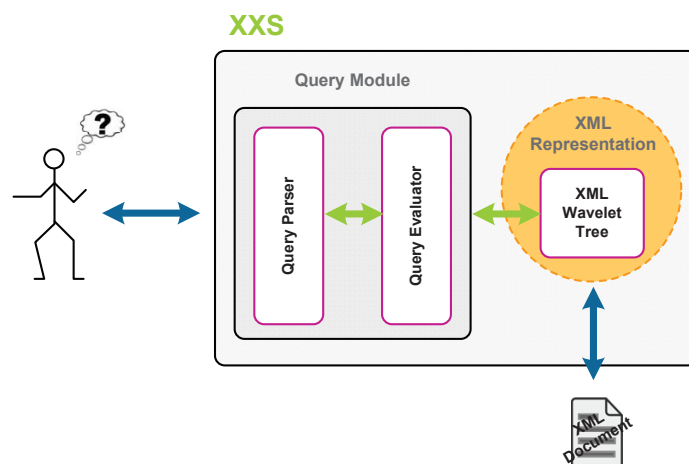 XXS
Query Module
?
Query Parser
Query Evaluator
XML
Representation
XML
Wavelet
Tree
XML
Document